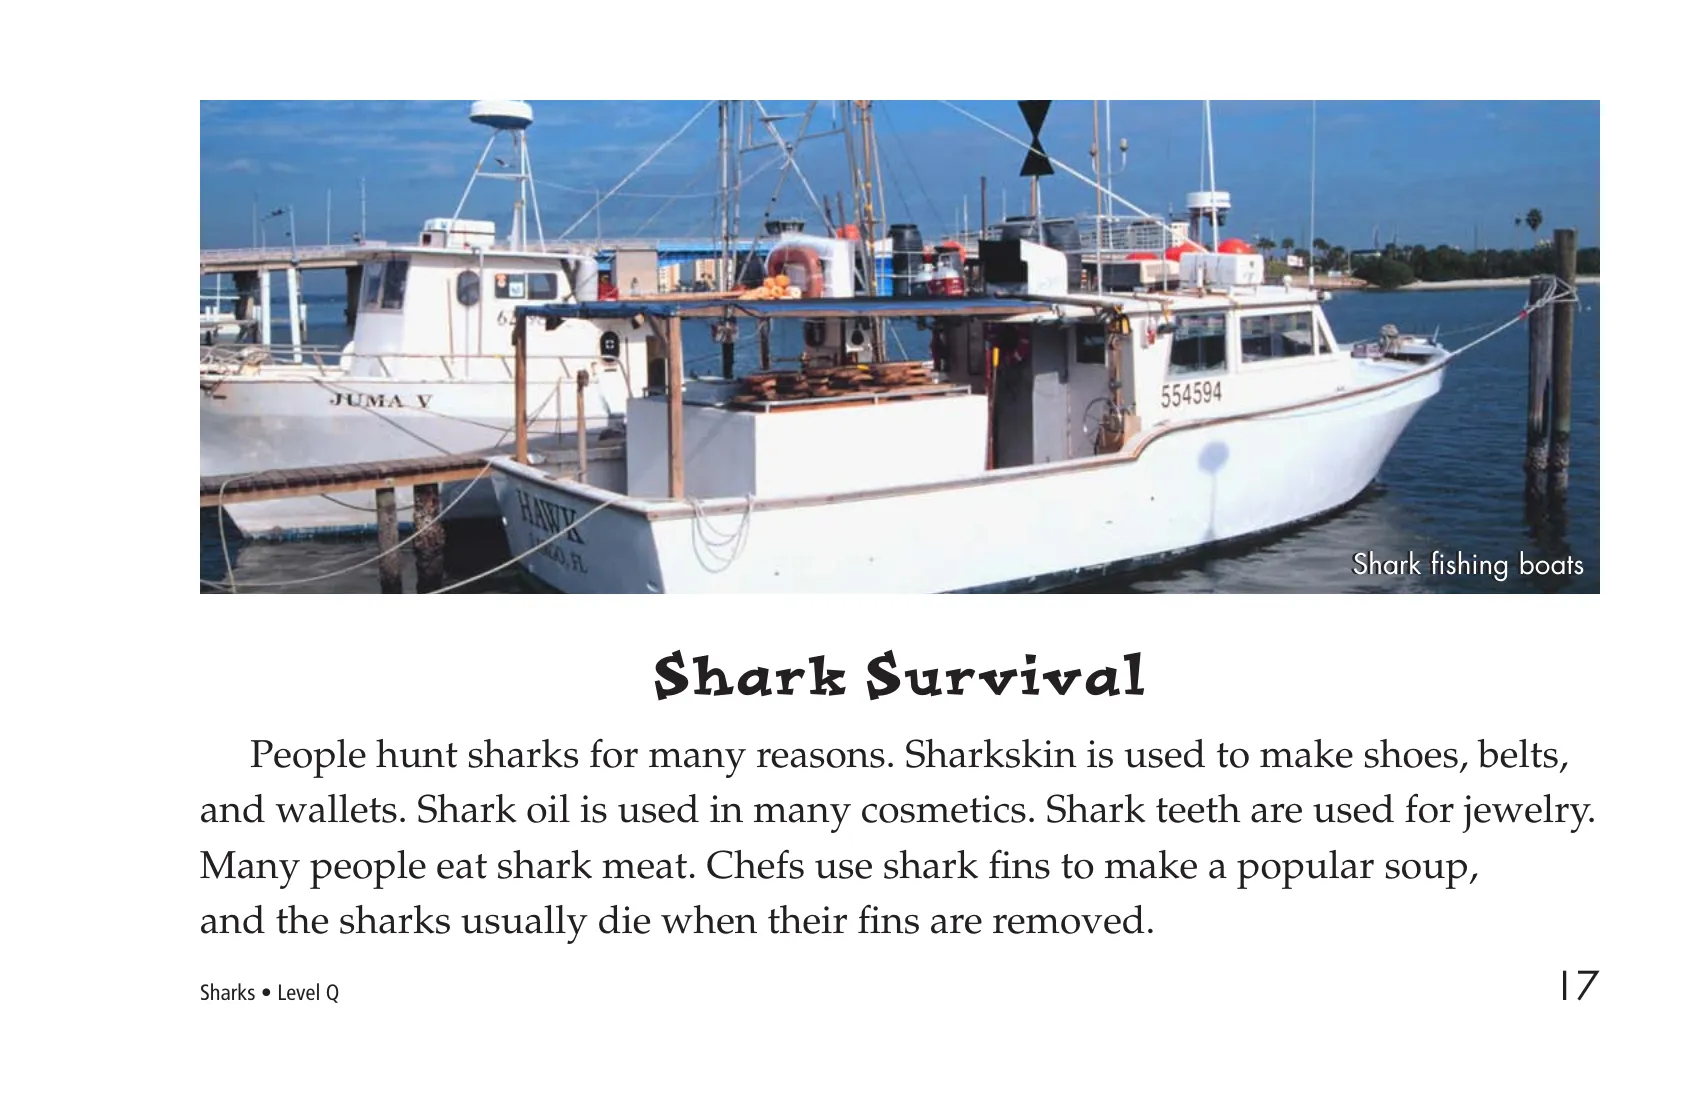 JUMA V
554594
HAWK
FL
Shark fishing boats
Shark Survival
People hunt sharks for many reasons. Sharkskin is used to make shoes, belts,
and wallets. Shark oil is used in many cosmetics. Shark teeth are used for jewelry.
Many people eat shark meat. Chefs use shark fins to make a popular soup,
and the sharks usually die when their fins are removed.
Sharks • Level Q
17